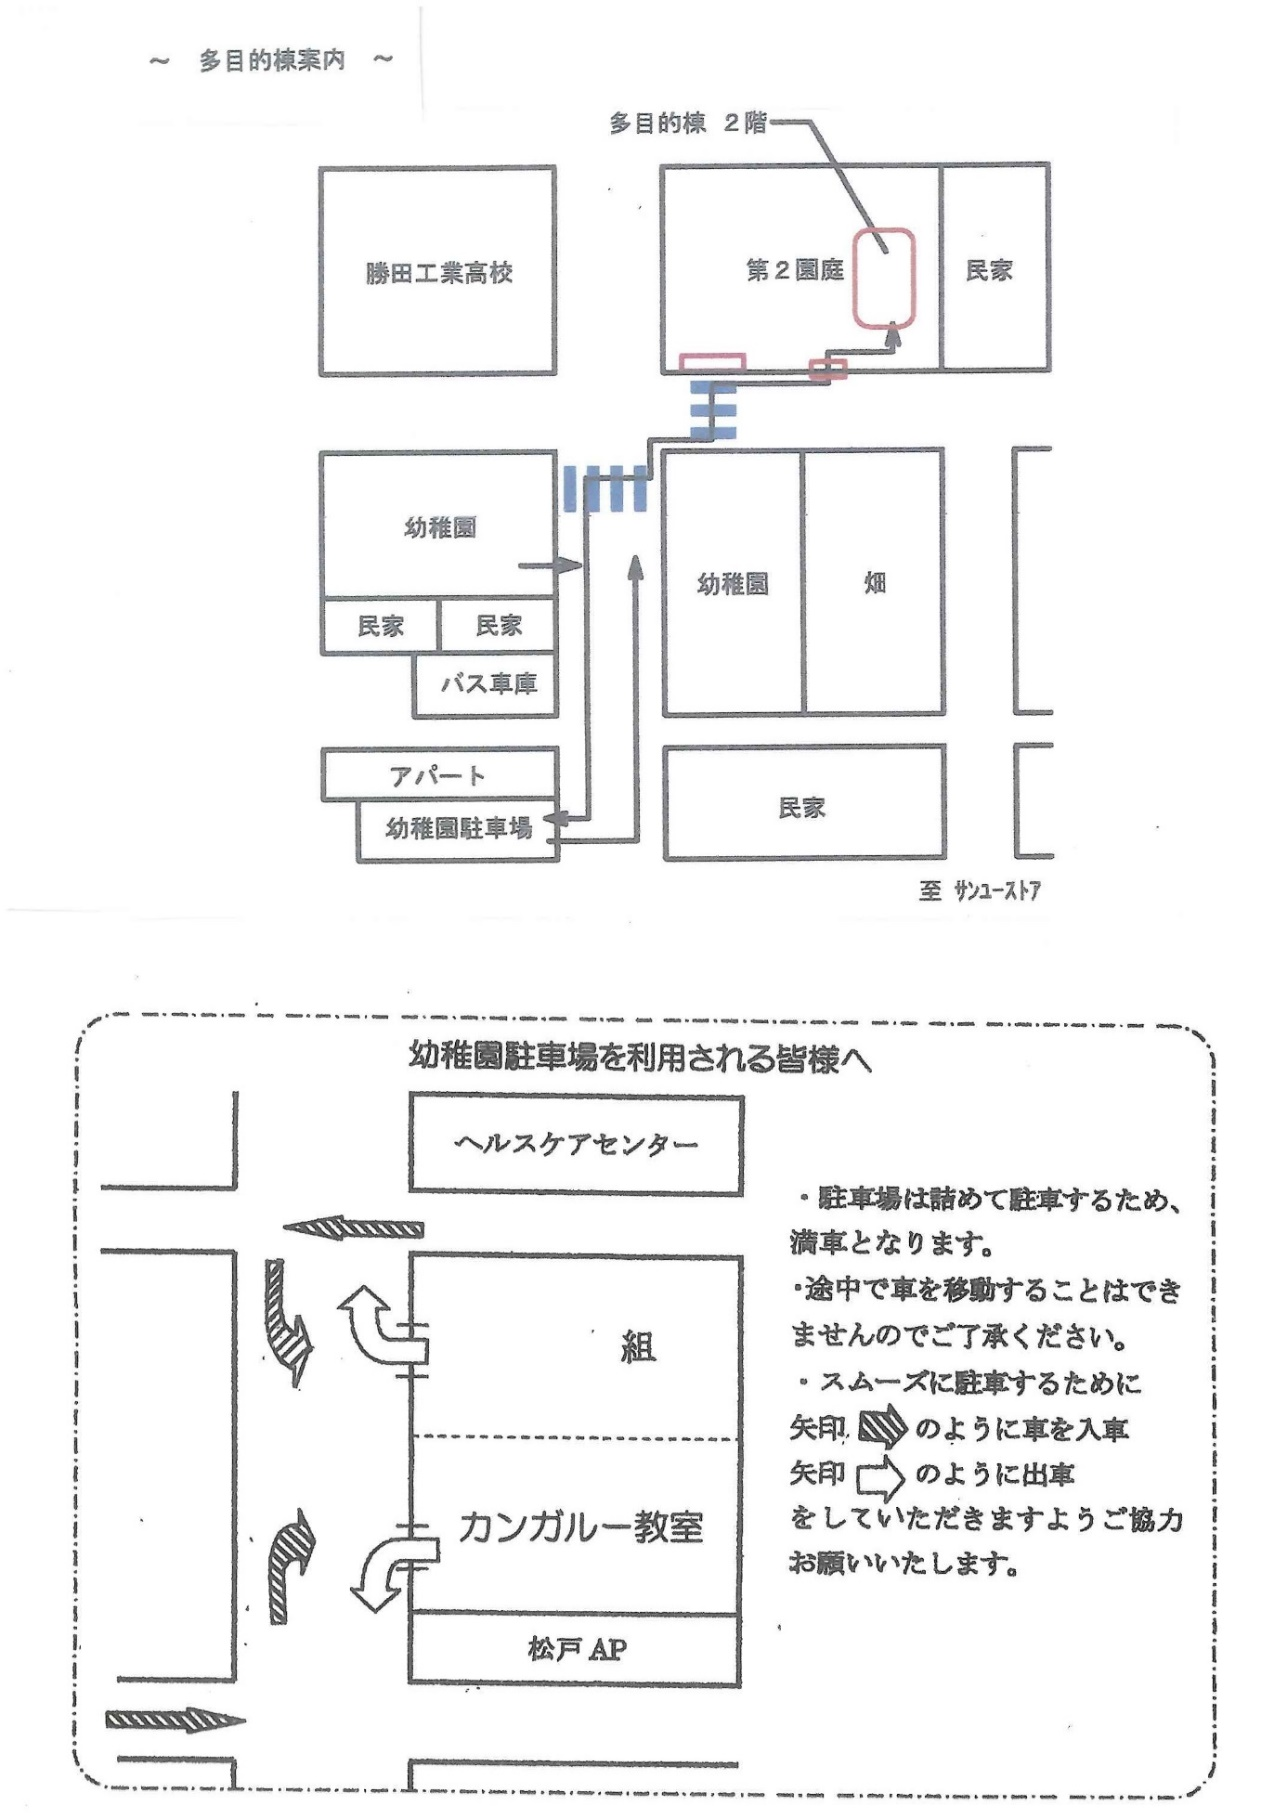 ～　多目的棟案内　～
多目的棟 ２階
勝田工業高校
第２園庭
民家
幼稚園
幼稚園
畑
民家
民家
バス車庫
アパート
幼稚園駐車場
民家
至 サンユーストア
幼稚園駐車場を利用される皆様へ
ヘルスケアセンター
組
カンガルー教室
松戸 AP
・駐車場は詰めて駐車するため、
満車となります。
・途中で車を移動することはでき
ませんのでご了承ください。
・スムーズに駐車するために
矢印 のように車を入車
矢印 のように出車
をしていただきますようご協力
お願いいたします。